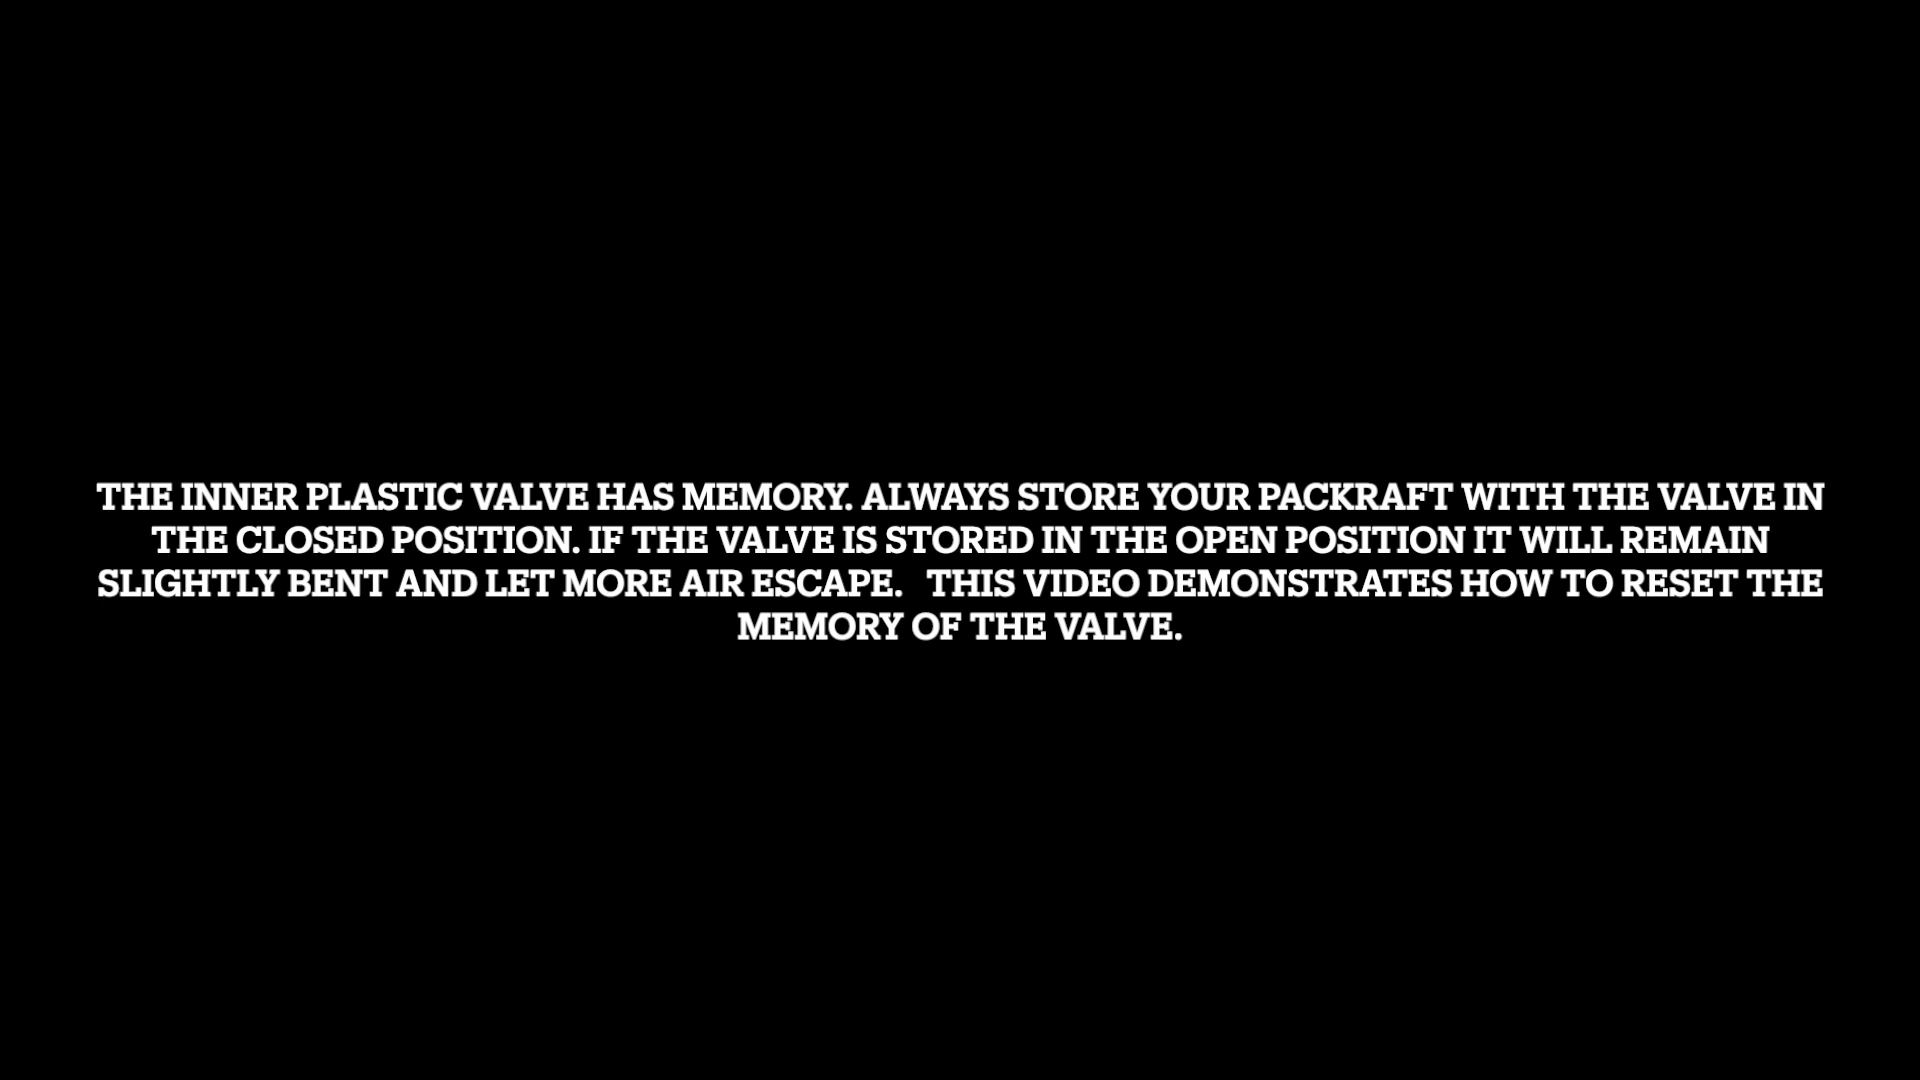 THE INNER PLASTIC VALVE HAS MEMORY. ALWAYS STORE YOUR PACKRAFT WITH THE VALVE IN
THE CLOSED POSITION. IF THE VALVE IS STORED IN THE OPEN POSITION IT WILL REMAIN
SLIGHTLY BENT AND LET MORE AIR ESCAPE.   THIS VIDEO DEMONSTRATES HOW TO RESET THE
MEMORY OF THE VALVE.